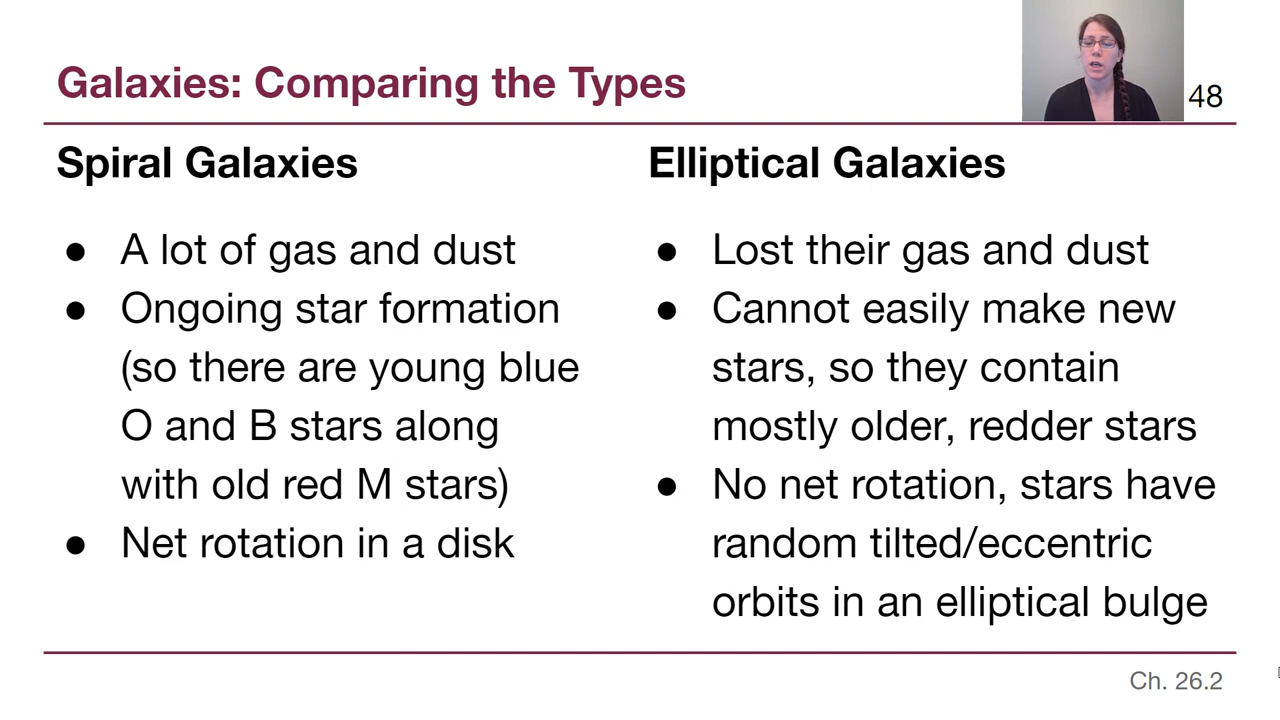 Galaxies: Comparing the Types
48
Spiral Galaxies
● A lot of gas and dust
● Ongoing star formation
(so there are young blue
O and B stars along
with old red M stars)
● Net rotation in a disk
Elliptical Galaxies
● Lost their gas and dust
● Cannot easily make new
stars, so they contain
mostly older, redder stars
● No net rotation, stars have
random tilted/eccentric
orbits in an elliptical bulge
Ch. 26.2